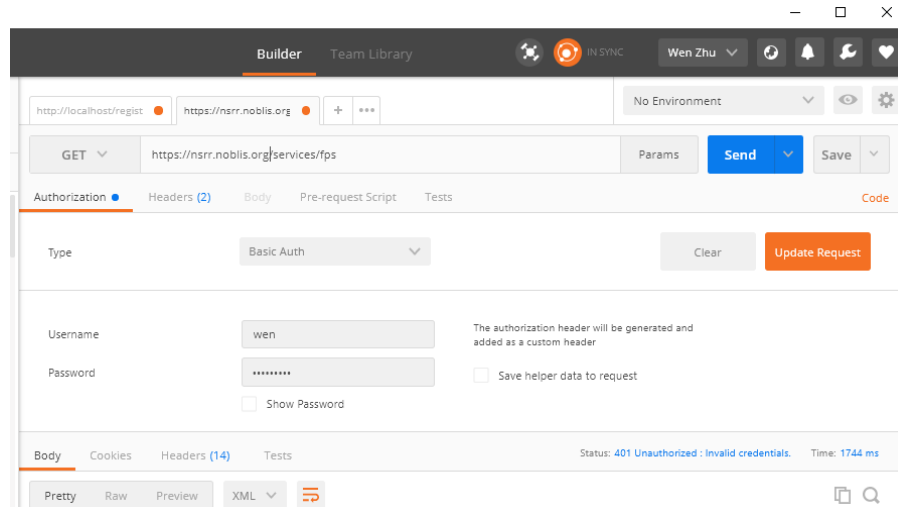 Builder Team Library IN SYNC Wen Zhu
http://localhost/regist https://nsrr.noblis.org + ••• No Environment
GET https://nsrr.noblis.org/services/fps Params Send Save
Authorization Headers (2) Body Pre-request Script Tests Code
Type Basic Auth Clear Update Request
Username wen The authorization header will be generated and
added as a custom header
Password ••••••••• Save helper data to request
Show Password
Body Cookies Headers (14) Tests Status: 401 Unauthorized : Invalid credentials. Time: 1744 ms
Pretty Raw Preview XML